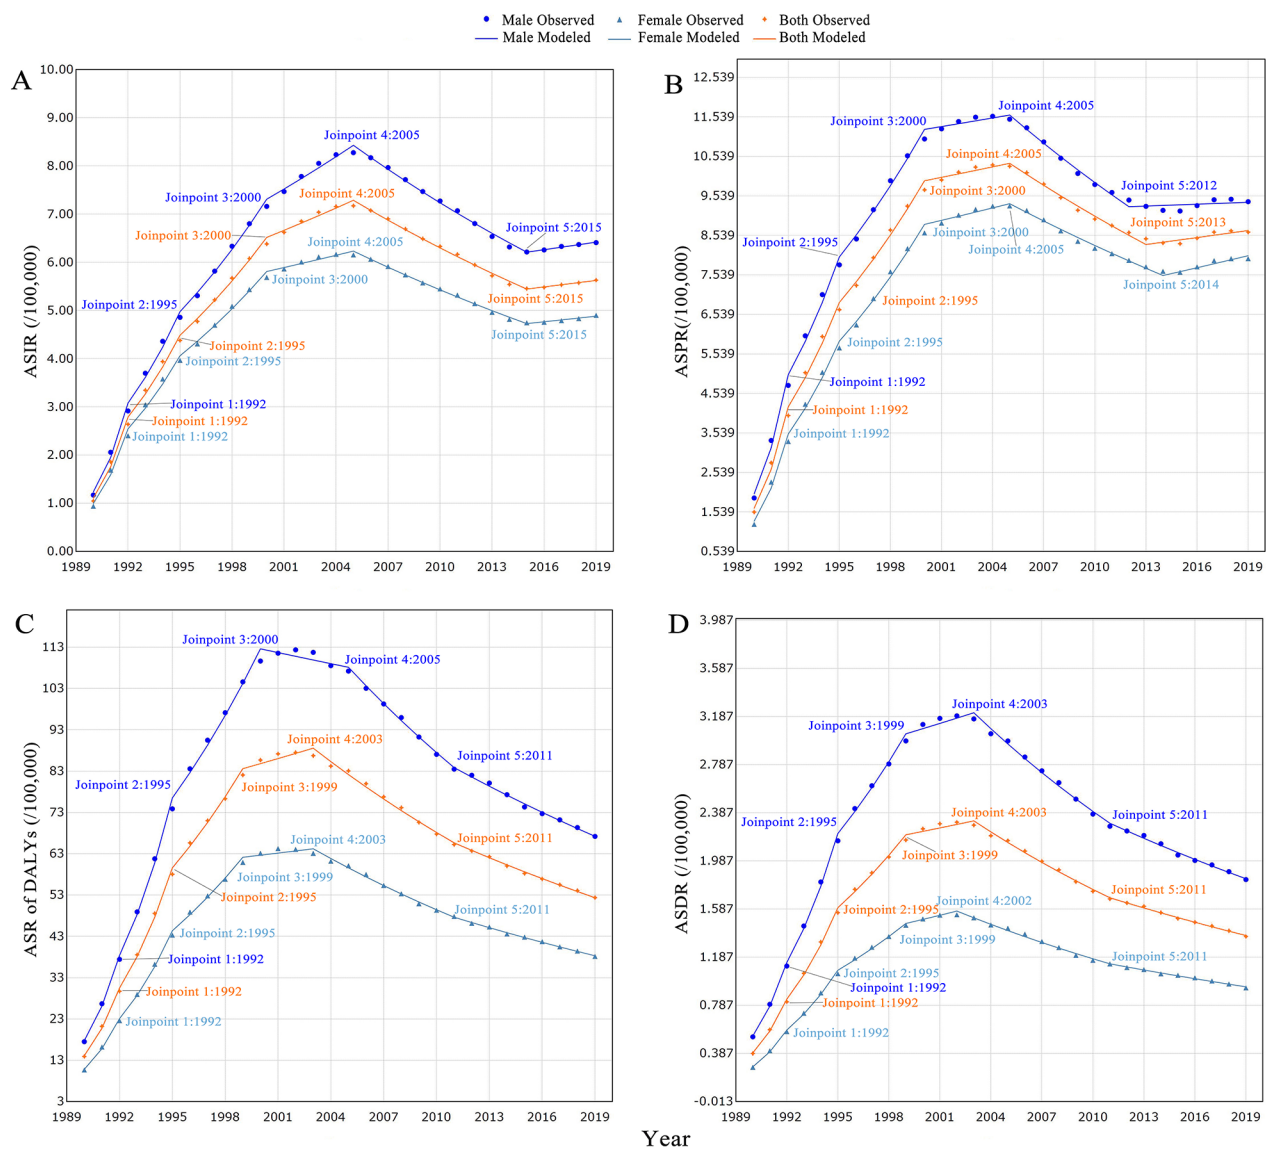 Male Observed Female Observed Both Observed
Male Modeled Female Modeled Both Modeled
A
ASIR (/100,000)
10.00
9.00
8.00
7.00
6.00
5.00
4.00
3.00
2.00
1.00
0.00
1989 1992 1995 1998 2001 2004 2007 2010 2013 2016 2019
Joinpoint 4:2005
Joinpoint 3:2000
Joinpoint 4:2005
Joinpoint 3:2000
Joinpoint 4:2005
Joinpoint 5:2015
Joinpoint 3:2000
Joinpoint 2:1995
Joinpoint 5:2015
Joinpoint 5:2015
Joinpoint 2:1995
Joinpoint 2:1995
Joinpoint 1:1992
Joinpoint 1:1992
Joinpoint 1:1992
B
ASPR(/100,000)
12.539
11.539
10.539
9.539
8.539
7.539
6.539
5.539
4.539
3.539
2.539
1.539
0.539
1989 1992 1995 1998 2001 2004 2007 2010 2013 2016 2019
Joinpoint 4:2005
Joinpoint 3:2000
Joinpoint 4:2005
Joinpoint 5:2012
Joinpoint 3:2000
Joinpoint 5:2013
Joinpoint 3:2000
Joinpoint 2:1995
Joinpoint 4:2005
Joinpoint 5:2014
Joinpoint 2:1995
Joinpoint 2:1995
Joinpoint 1:1992
Joinpoint 1:1992
Joinpoint 1:1992
C
ASR of DALYs (/100,000)
113
103
93
83
73
63
53
43
33
23
13
3
1989 1992 1995 1998 2001 2004 2007 2010 2013 2016 2019
Joinpoint 3:2000
Joinpoint 4:2005
Joinpoint 4:2003
Joinpoint 5:2011
Joinpoint 2:1995
Joinpoint 3:1999
Joinpoint 4:2003
Joinpoint 5:2011
Joinpoint 3:1999
Joinpoint 2:1995
Joinpoint 5:2011
Joinpoint 2:1995
Joinpoint 1:1992
Joinpoint 1:1992
Joinpoint 1:1992
D
ASDR (/100,000)
3.987
3.587
3.187
2.787
2.387
1.987
1.587
1.187
0.787
0.387
-0.013
1989 1992 1995 1998 2001 2004 2007 2010 2013 2016 2019
Joinpoint 4:2003
Joinpoint 3:1999
Joinpoint 4:2003
Joinpoint 5:2011
Joinpoint 2:1995
Joinpoint 3:1999
Joinpoint 5:2011
Joinpoint 4:2002
Joinpoint 2:1995
Joinpoint 3:1999
Joinpoint 5:2011
Joinpoint 2:1995
Joinpoint 1:1992
Joinpoint 1:1992
Joinpoint 1:1992
Year